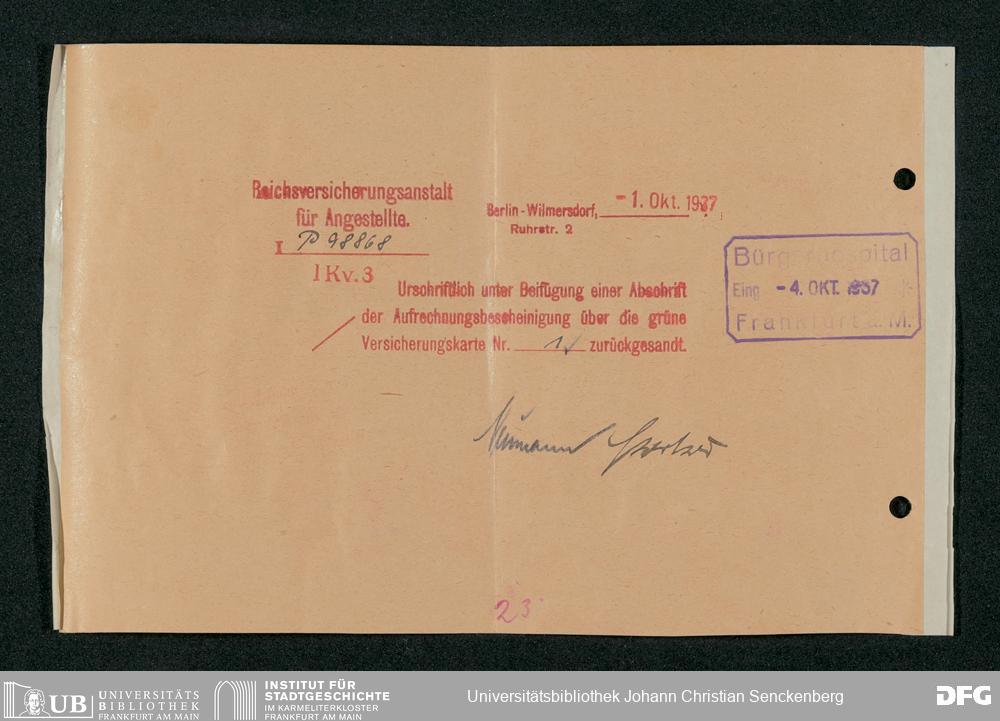 Reichsversicherungsanstalt
für Angestellte.
I P 98868
I Kv. 3
Berlin-Wilmersdorf, -1. Okt. 1937
Ruhrstr. 2
Urschriftlich unter Beifügung einer Abschrift
der Aufrechnungsbescheinigung über die grüne
Versicherungskarte Nr. 1 zurückgesandt.
Bürgerhospital
Eing -4. OKT. 1937
Frankfurt a. M.
Neumann
23
UB UNIVERSITÄTS
BIBLIOTHEK
FRANKFURT AM MAIN
INSTITUT FÜR
STADTGESCHICHTE
IM KARMELITERKLOSTER
FRANKFURT AM MAIN
Universitätsbibliothek Johann Christian Senckenberg
DFG